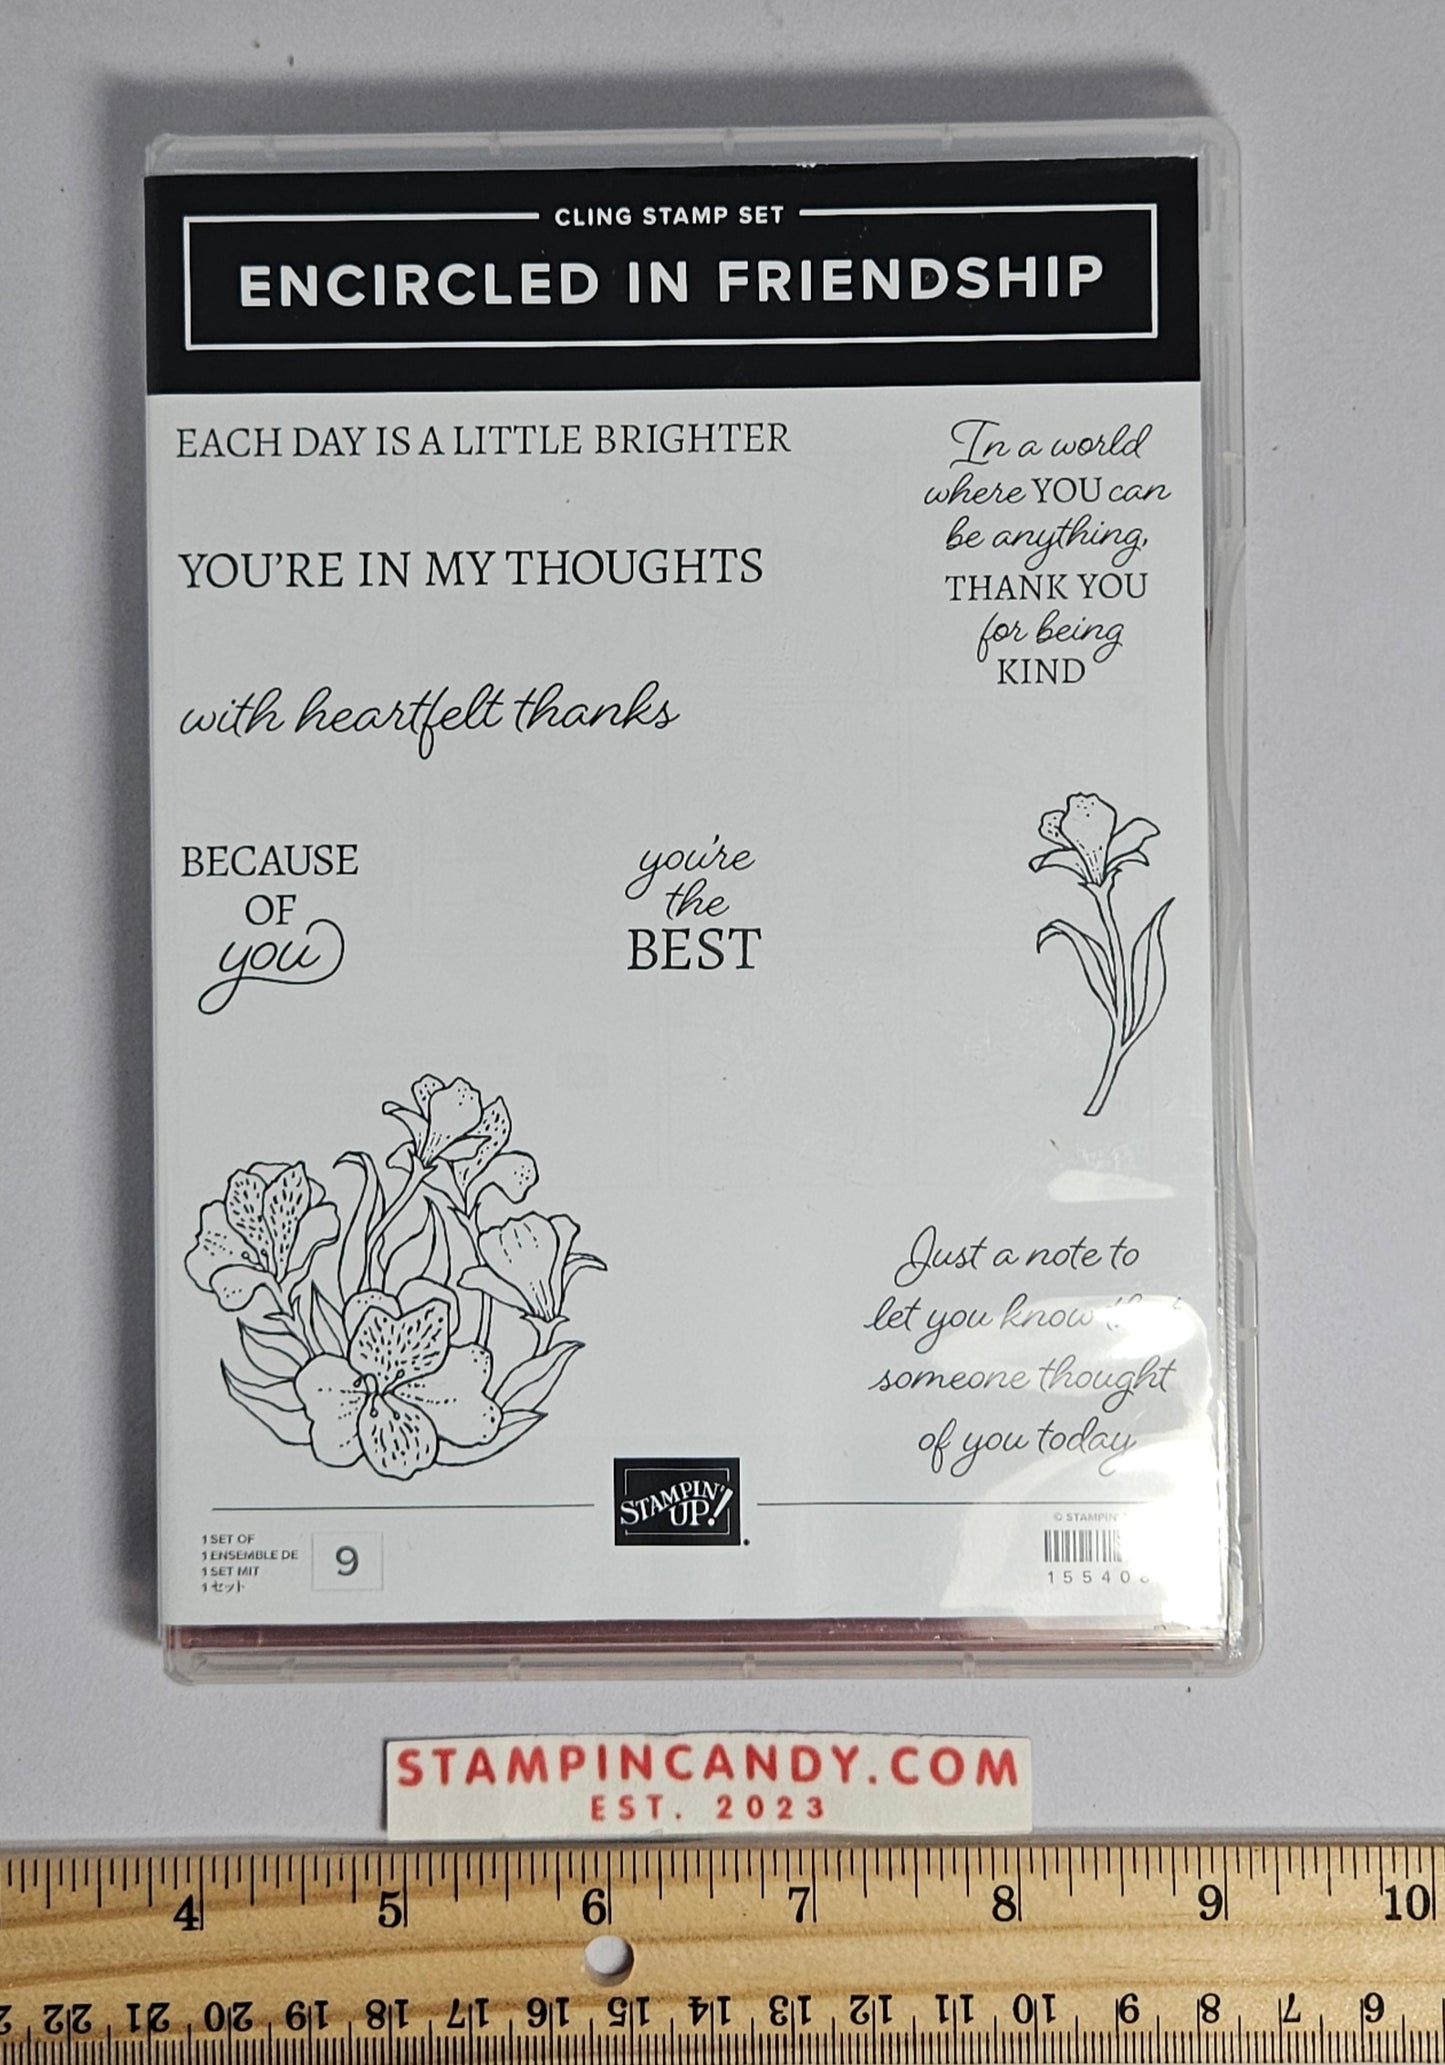 CLING STAMP SET
ENCIRCLED IN FRIENDSHIP
EACH DAY IS A LITTLE BRIGHTER
In a world
where YOU can
be anything,
THANK YOU
for being
KIND
YOU'RE IN MY THOUGHTS
with heartfelt thanks
BECAUSE
OF
you
you're
the
BEST
Just a note to
let you know
someone thought
of you today
STAMPIN'
UP!
1 SET OF
1 ENSEMBLE DE
1 SET MIT
1 セット
9
© STAMPIN'
15540
STAMPINCANDY.COM
EST. 2023
4 5 6 7 8 9 10
22 21 20 19 18 17 16 15 14 13 12 11 10 9 8 7 6